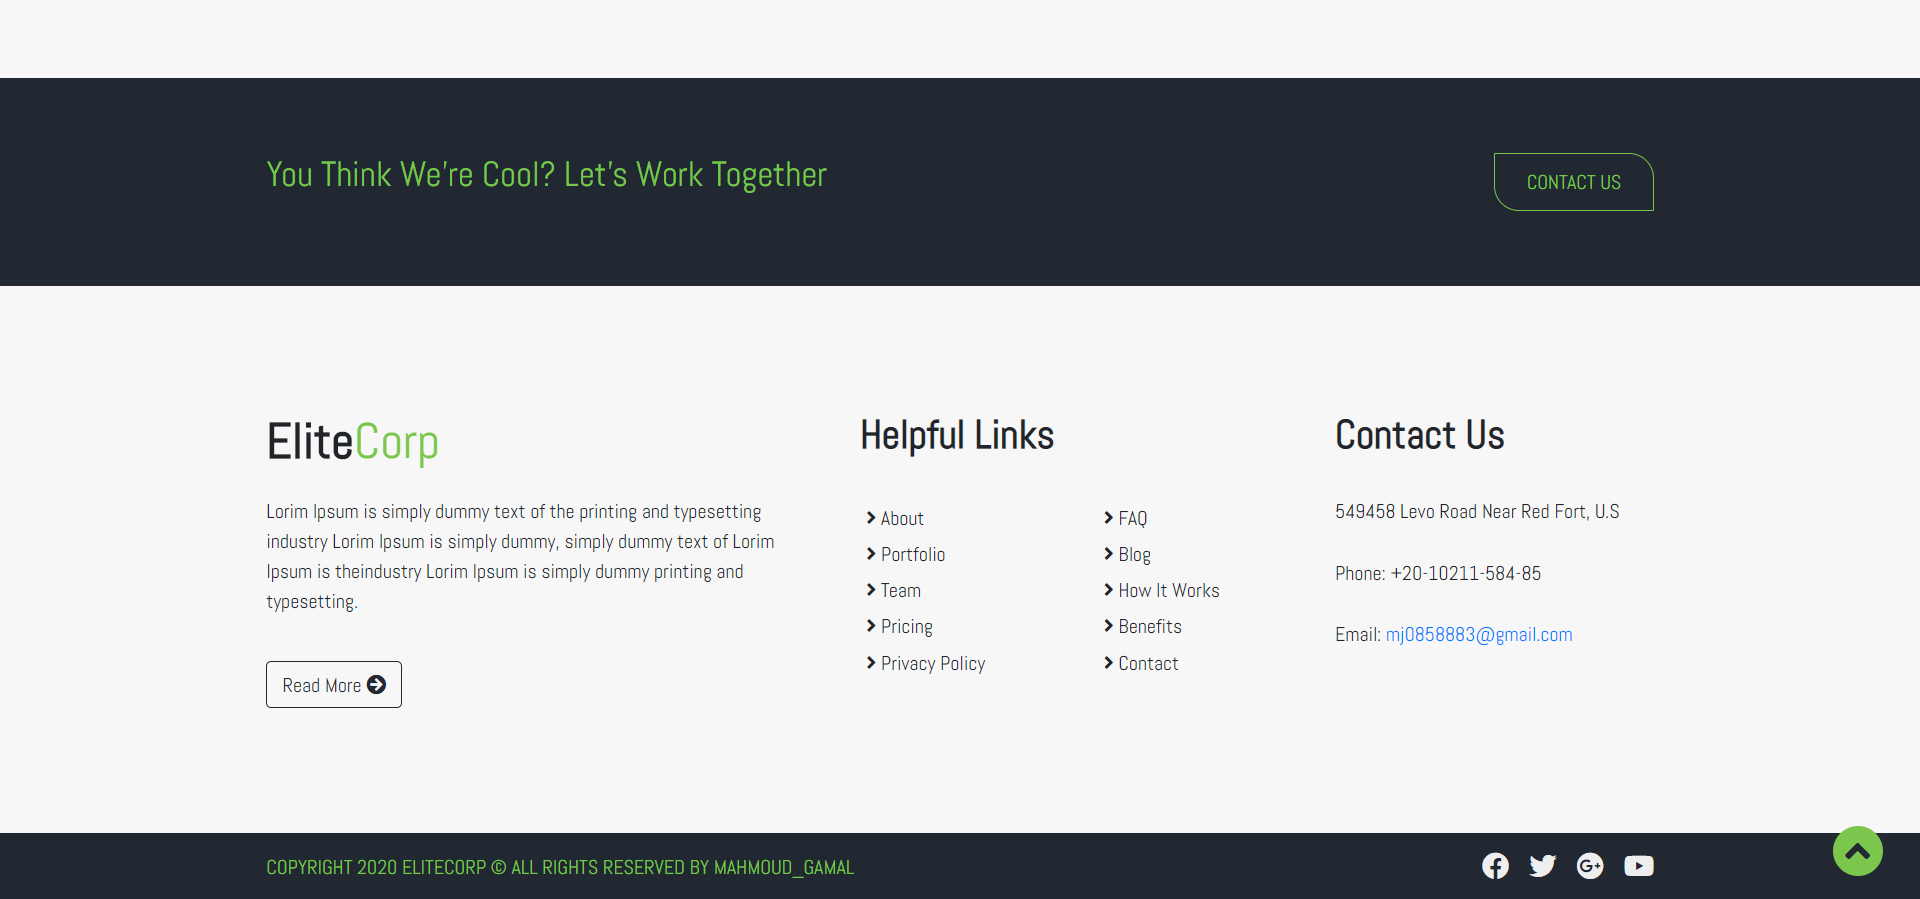 You Think We're Cool? Let's Work Together
CONTACT US
EliteCorp
Lorim Ipsum is simply dummy text of the printing and typesetting
industry Lorim Ipsum is simply dummy, simply dummy text of Lorim
Ipsum is theindustry Lorim Ipsum is simply dummy printing and
typesetting.
Read More
Helpful Links
About
Portfolio
Team
Pricing
Privacy Policy
FAQ
Blog
How It Works
Benefits
Contact
Contact Us
549458 Levo Road Near Red Fort, U.S
Phone: +20-10211-584-85
Email: mj0858883@gmail.com
COPYRIGHT 2020 ELITECORP © ALL RIGHTS RESERVED BY MAHMOUD_GAMAL